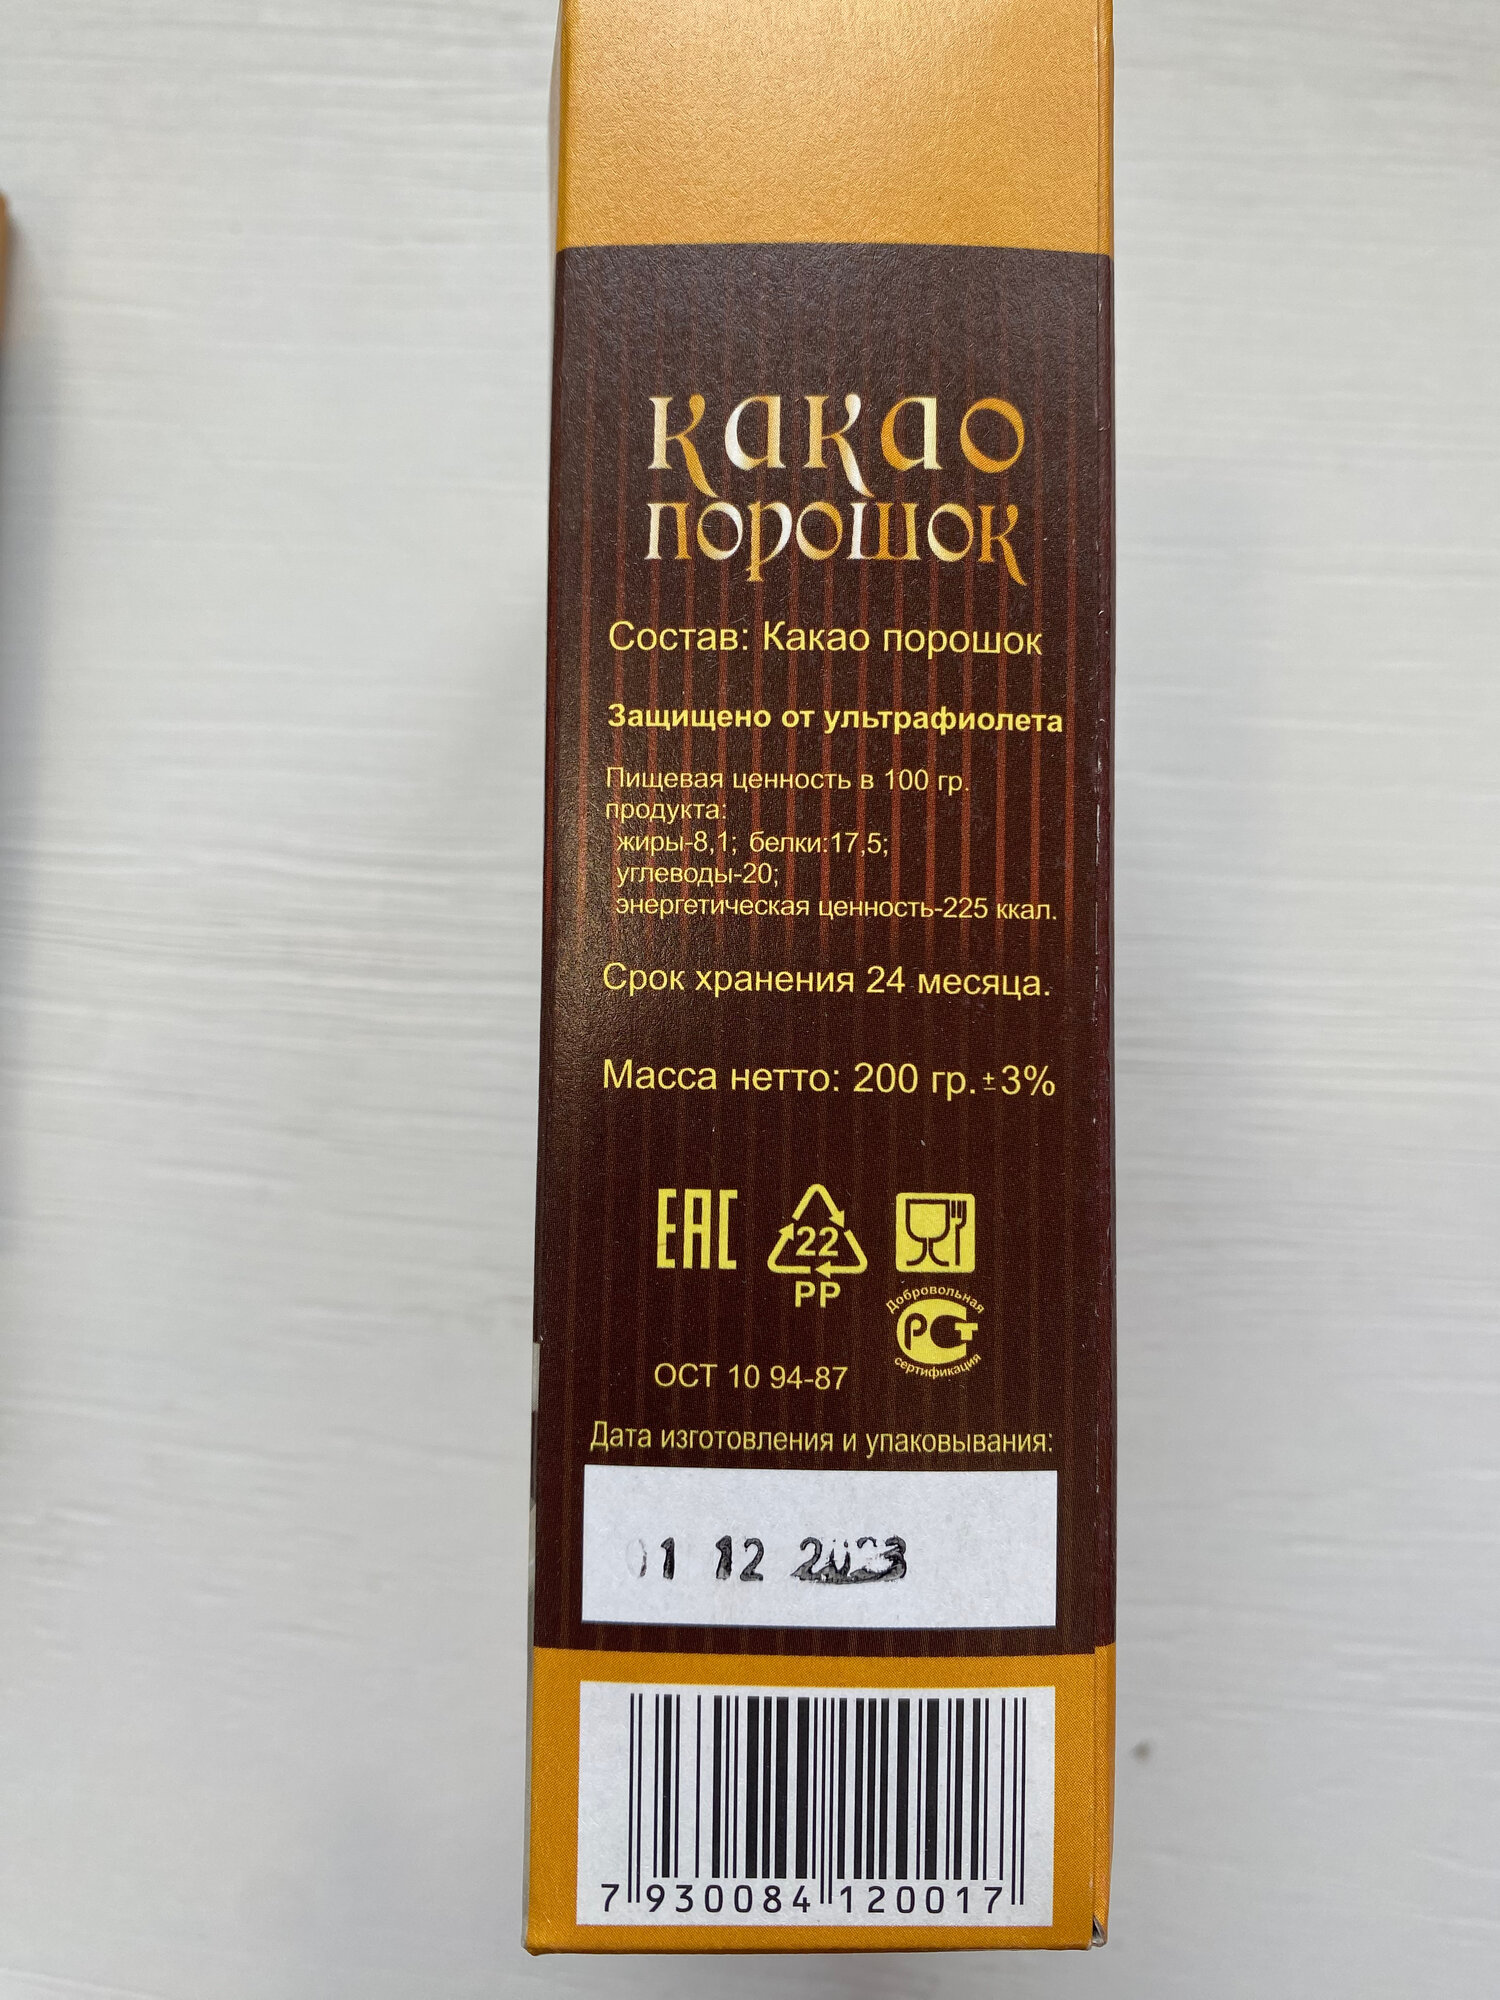 какао
порошок
Состав: Какао порошок
Защищено от ультрафиолета
Пищевая ценность в 100 гр.
продукта:
жиры-8,1; белки:17,5;
углеводы-20;
энергетическая ценность-225 ккал.
Срок хранения 24 месяца.
Масса нетто: 200 гр.±3%
ЕАС
22
PP
Добровольная
РСТ
сертификация
ОСТ 10 94-87
Дата изготовления и упаковывания:
01 12 2023
7 930084 120017